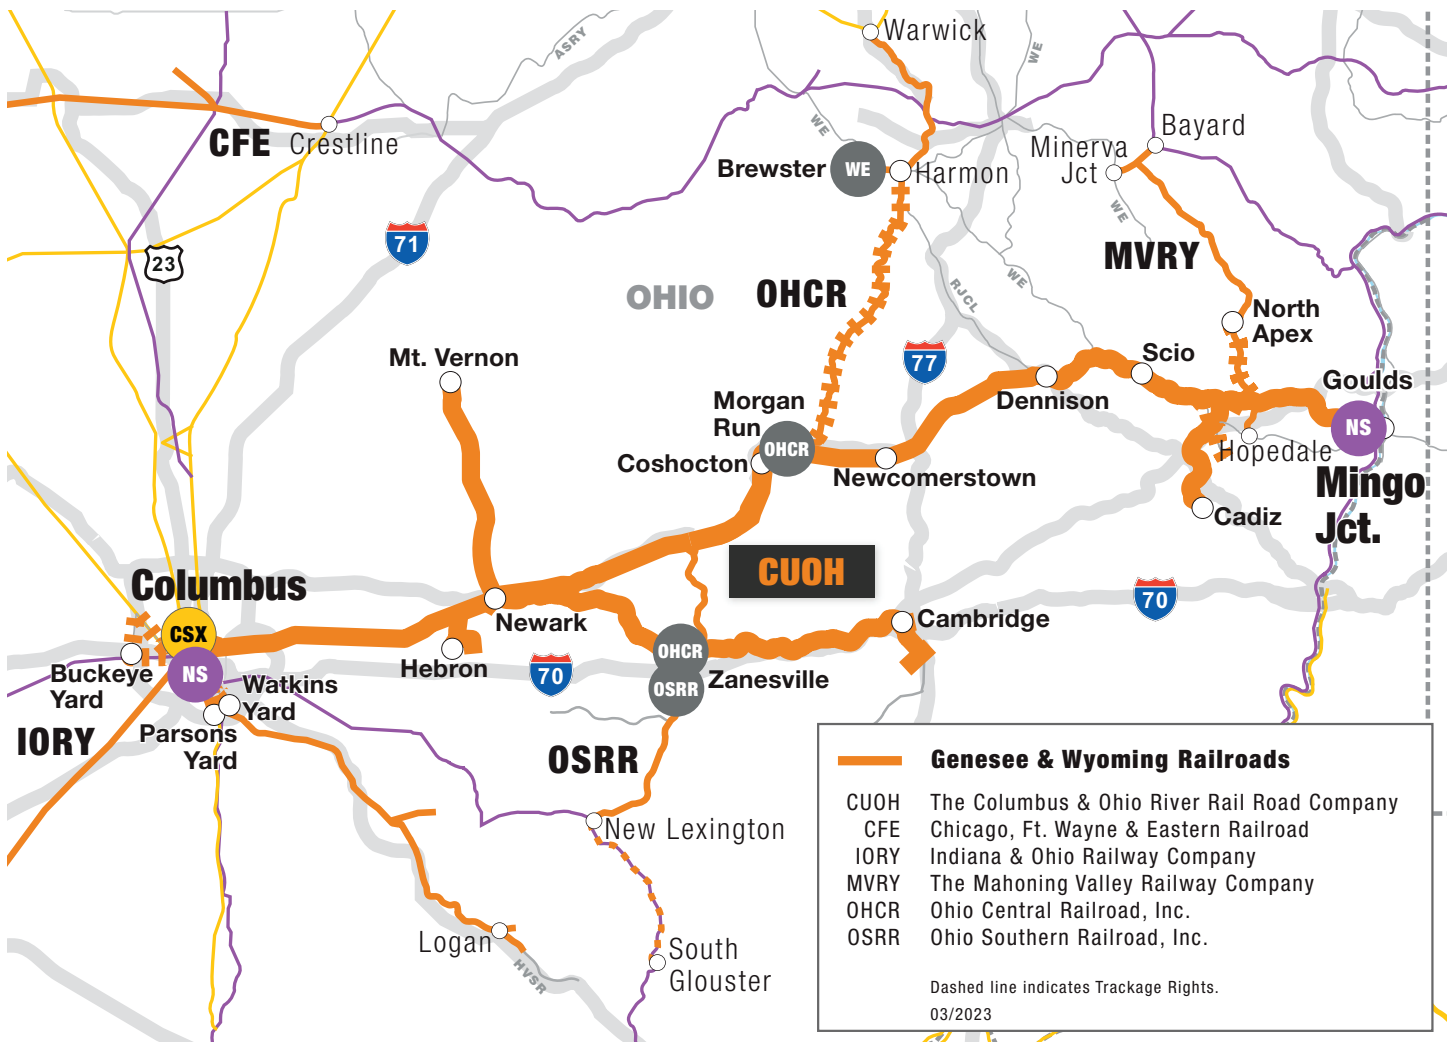 Warwick
ASRY
WE
WE
Bayard
CFE
Crestline
Minerva
Jct
Brewster
WE
Harmon
WE
71
23
MVRY
OHIO
OHCR
RJCL
WE
North
Apex
Mt. Vernon
77
Scio
Goulds
Morgan
Run
Dennison
NS
OHCR
Coshocton
Newcomerstown
Hopedale
Mingo
Jct.
Cadiz
CUOH
Columbus
70
Newark
Cambridge
CSX
OHCR
Hebron
70
Buckeye
Yard
NS
Watkins
Yard
OSRR
Zanesville
Parsons
Yard
IORY
OSRR
New Lexington
Logan
HVSR
South
Glouster
Genesee & Wyoming Railroads
CUOH The Columbus & Ohio River Rail Road Company
CFE Chicago, Ft. Wayne & Eastern Railroad
IORY Indiana & Ohio Railway Company
MVRY The Mahoning Valley Railway Company
OHCR Ohio Central Railroad, Inc.
OSRR Ohio Southern Railroad, Inc.
Dashed line indicates Trackage Rights.
03/2023